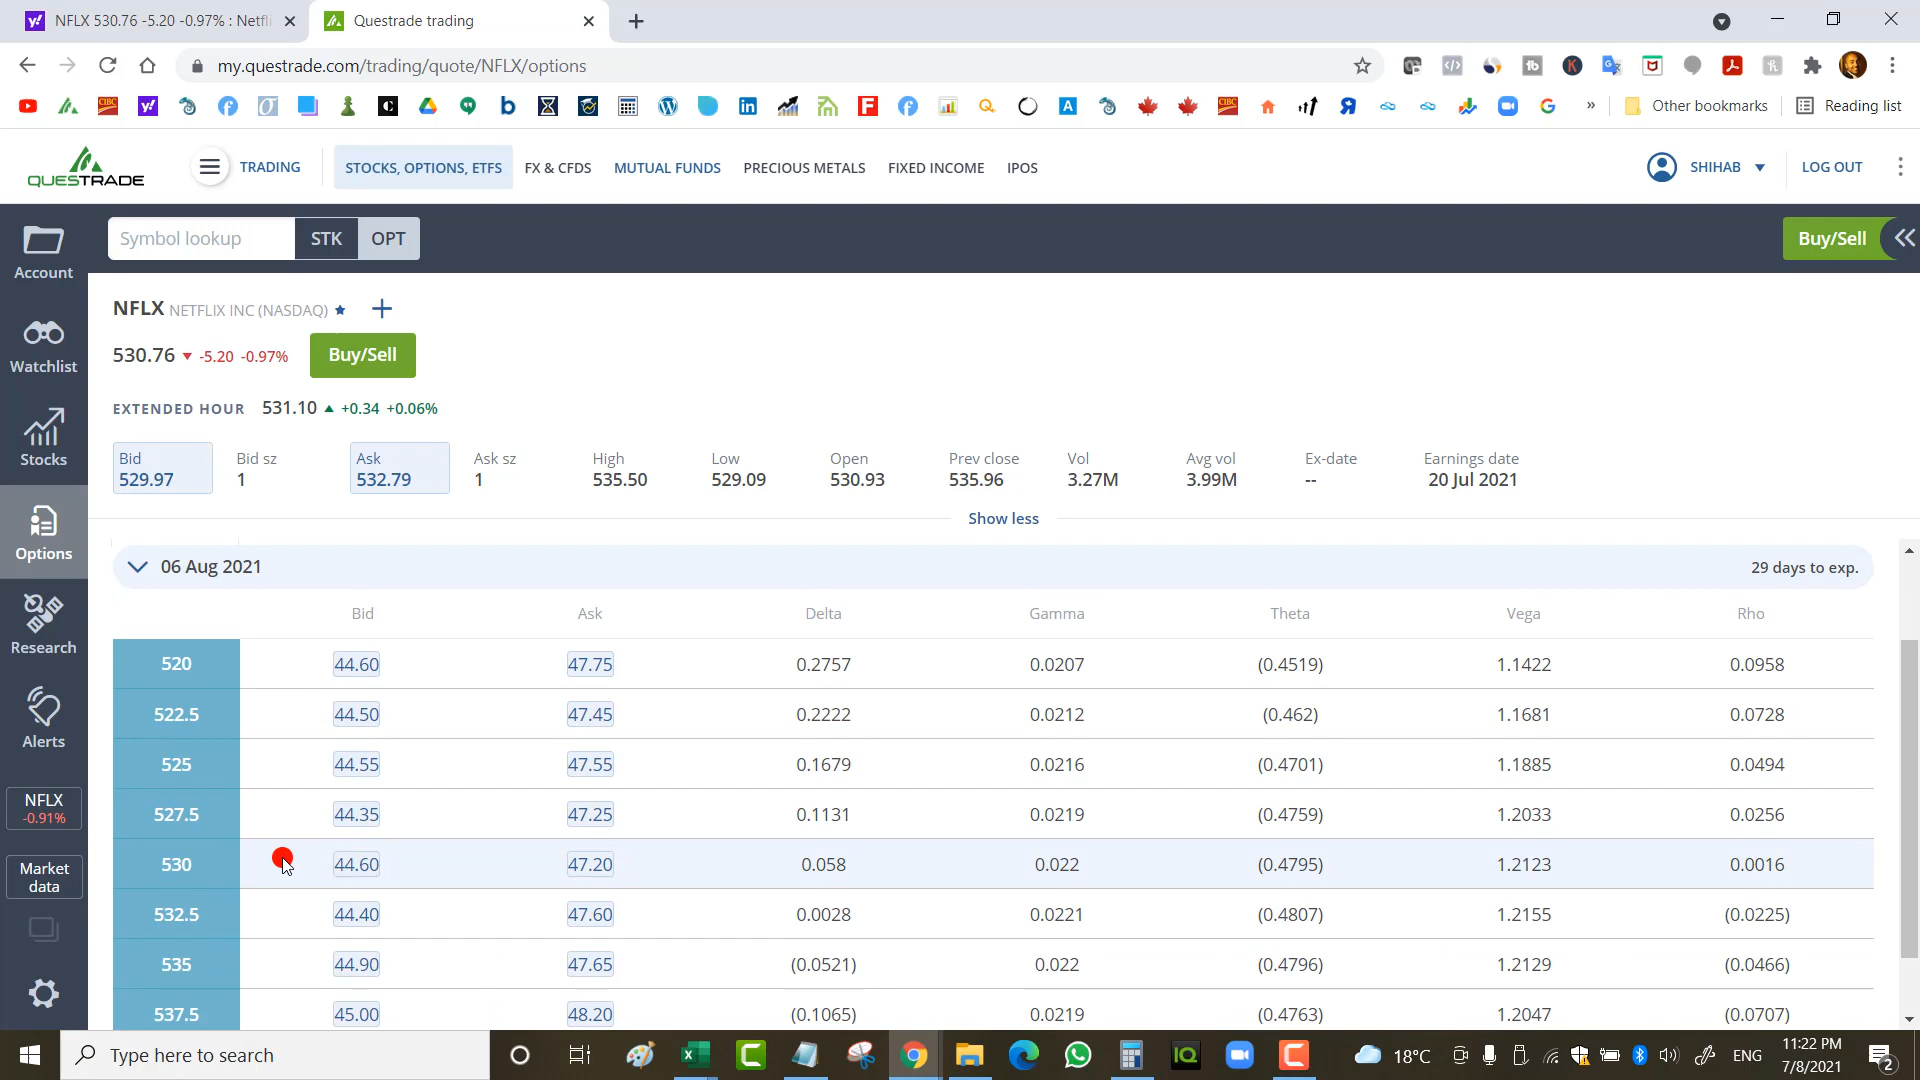 NFLX 530.76 -5.20 -0.97% : Netfli
Questrade trading
my.questrade.com/trading/quote/NFLX/options
Other bookmarks
Reading list
QUESTRADE
TRADING
STOCKS, OPTIONS, ETFS
FX & CFDS
MUTUAL FUNDS
PRECIOUS METALS
FIXED INCOME
IPOS
SHIHAB
LOG OUT
Account
Symbol lookup
STK
OPT
Buy/Sell
Watchlist
Stocks
Options
Research
Alerts
NFLX
-0.91%
Market
data
NFLX NETFLIX INC (NASDAQ)
530.76 -5.20 -0.97%
Buy/Sell
EXTENDED HOUR 531.10 +0.34 +0.06%
Bid Bid sz Ask Ask sz High Low Open Prev close Vol Avg vol Ex-date Earnings date
529.97 1 532.79 1 535.50 529.09 530.93 535.96 3.27M 3.99M -- 20 Jul 2021
Show less
06 Aug 2021
29 days to exp.
Bid Ask Delta Gamma Theta Vega Rho
520 44.60 47.75 0.2757 0.0207 (0.4519) 1.1422 0.0958
522.5 44.50 47.45 0.2222 0.0212 (0.462) 1.1681 0.0728
525 44.55 47.55 0.1679 0.0216 (0.4701) 1.1885 0.0494
527.5 44.35 47.25 0.1131 0.0219 (0.4759) 1.2033 0.0256
530 44.60 47.20 0.058 0.022 (0.4795) 1.2123 0.0016
532.5 44.40 47.60 0.0028 0.0221 (0.4807) 1.2155 (0.0225)
535 44.90 47.65 (0.0521) 0.022 (0.4796) 1.2129 (0.0466)
537.5 45.00 48.20 (0.1065) 0.0219 (0.4763) 1.2047 (0.0707)
Type here to search
18°C
ENG
11:22 PM
7/8/2021
2